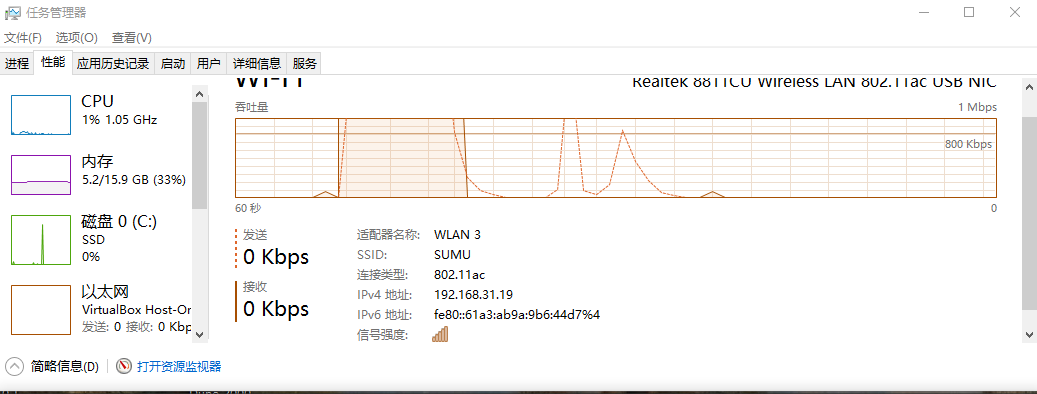 任务管理器
文件(F) 选项(O) 查看(V)
进程 性能 应用历史记录 启动 用户 详细信息 服务
CPU
1% 1.05 GHz
内存
5.2/15.9 GB (33%)
磁盘 0 (C:)
SSD
0%
以太网
VirtualBox Host-Or
发送: 0 接收: 0 Kbp
Wi-Fi Realtek 8811CU Wireless LAN 802.11ac USB NIC
吞吐量 1 Mbps
800 Kbps
60 秒 0
发送
0 Kbps
接收
0 Kbps
适配器名称: WLAN 3
SSID: SUMU
连接类型: 802.11ac
IPv4 地址: 192.168.31.19
IPv6 地址: fe80::61a3:ab9a:9b6:44d7%4
信号强度:
简略信息(D) 打开资源监视器